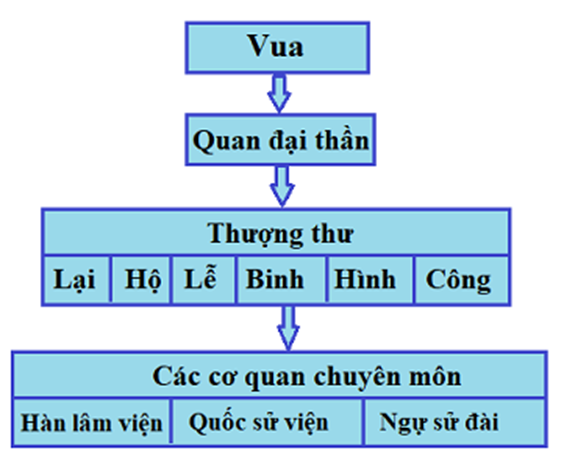 Vua
Quan đại thần
Thượng thư
Lại Hộ Lễ Binh Hình Công
Các cơ quan chuyên môn
Hàn lâm viện Quốc sử viện Ngự sử đài